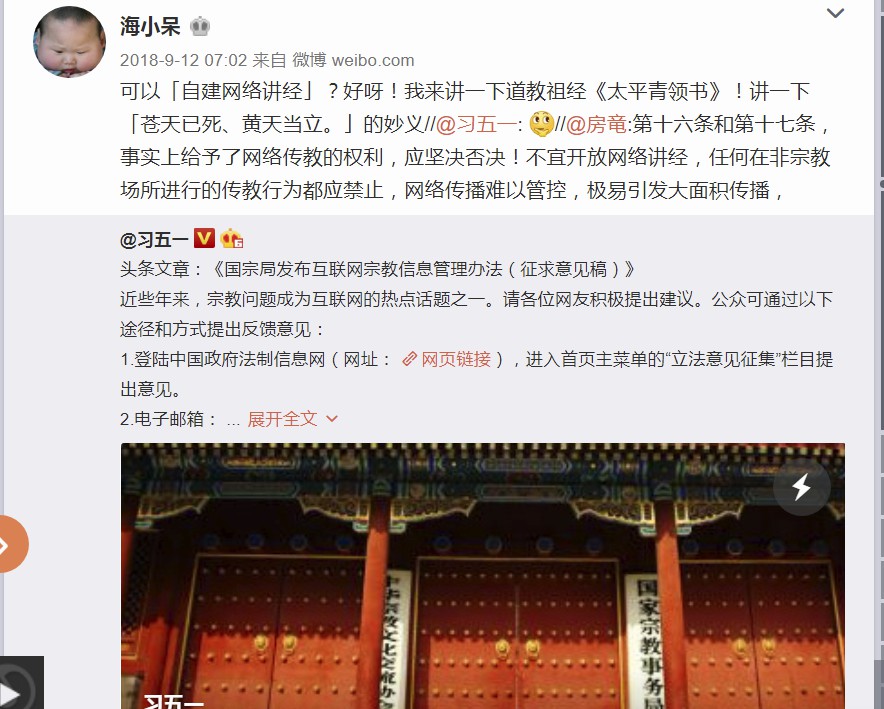 海小呆
2018-9-12 07:02 来自 微博 weibo.com
可以「自建网络讲经」？好呀！我来讲一下道教祖经《太平青领书》！讲一下
「苍天已死、黄天当立。」的妙义//@习五一://@房竜:第十六条和第十七条，
事实上给予了网络传教的权利，应坚决否决！不宜开放网络讲经，任何在非宗教
场所进行的传教行为都应禁止，网络传播难以管控，极易引发大面积传播，
@习五一 V
头条文章：《国宗局发布互联网宗教信息管理办法（征求意见稿）》
近些年来，宗教问题成为互联网的热点话题之一。请各位网友积极提出建议。公众可通过以下
途径和方式提出反馈意见：
1.登陆中国政府法制信息网（网址： 网页链接），进入首页主菜单的“立法意见征集”栏目提
出意见。
2.电子邮箱： ... 展开全文
中华宗教文化交流协会
国家宗教事务局
习五一